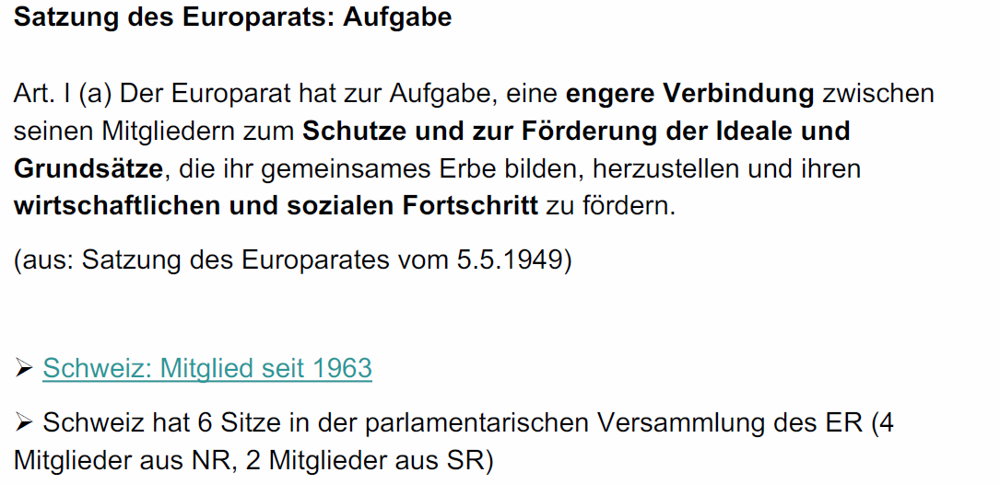 Satzung des Europarats: Aufgabe
Art. I (a) Der Europarat hat zur Aufgabe, eine engere Verbindung zwischen
seinen Mitgliedern zum Schutze und zur Förderung der Ideale und
Grundsätze, die ihr gemeinsames Erbe bilden, herzustellen und ihren
wirtschaftlichen und sozialen Fortschritt zu fördern.
(aus: Satzung des Europarates vom 5.5.1949)
➢ Schweiz: Mitglied seit 1963
➢ Schweiz hat 6 Sitze in der parlamentarischen Versammlung des ER (4
Mitglieder aus NR, 2 Mitglieder aus SR)